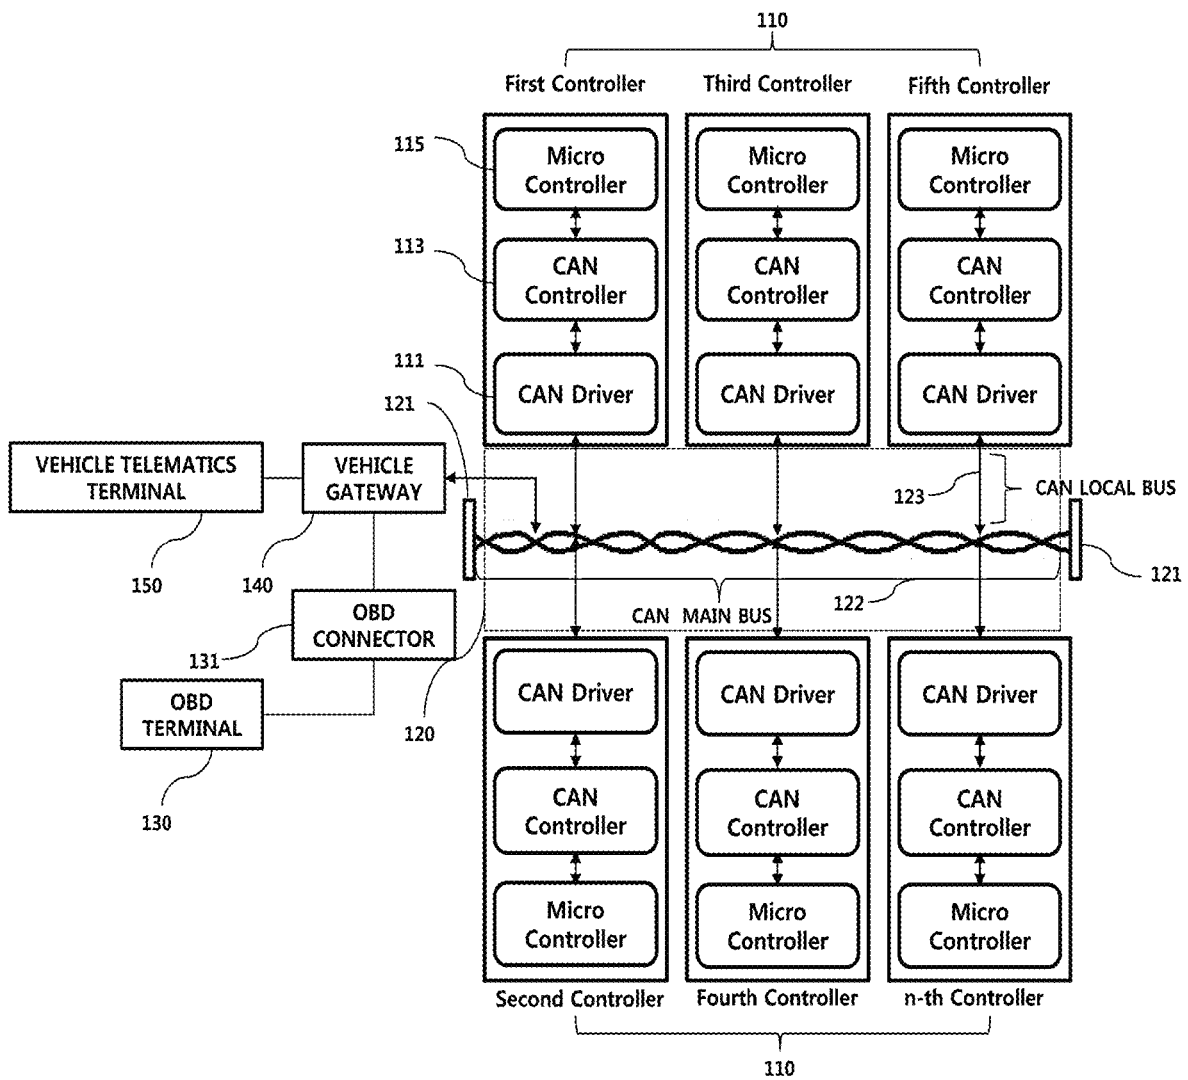 110
First Controller
Third Controller
Fifth Controller
115
Micro
Controller
Micro
Controller
Micro
Controller
113
CAN
Controller
CAN
Controller
CAN
Controller
111
CAN Driver
CAN Driver
CAN Driver
121
VEHICLE TELEMATICS
TERMINAL
VEHICLE
GATEWAY
123
CAN LOCAL BUS
150
140
121
122
CAN MAIN BUS
OBD
CONNECTOR
131
OBD
TERMINAL
120
130
CAN Driver
CAN Driver
CAN Driver
CAN
Controller
CAN
Controller
CAN
Controller
Micro
Controller
Micro
Controller
Micro
Controller
Second Controller
Fourth Controller
n-th Controller
110